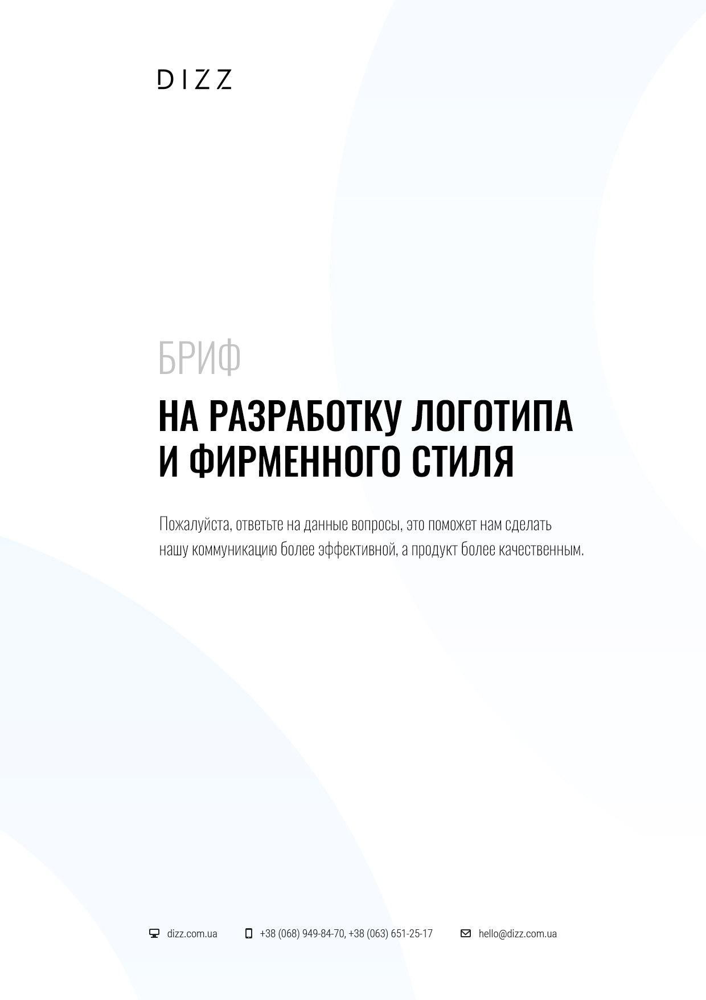 DIZZ
БРИФ
НА РАЗРАБОТКУ ЛОГОТИПА
И ФИРМЕННОГО СТИЛЯ
Пожалуйста, ответьте на данные вопросы, это поможет нам сделать
нашу коммуникацию более эффективной, а продукт более качественным.
dizz.com.ua +38 (068) 949-84-70, +38 (063) 651-25-17 hello@dizz.com.ua